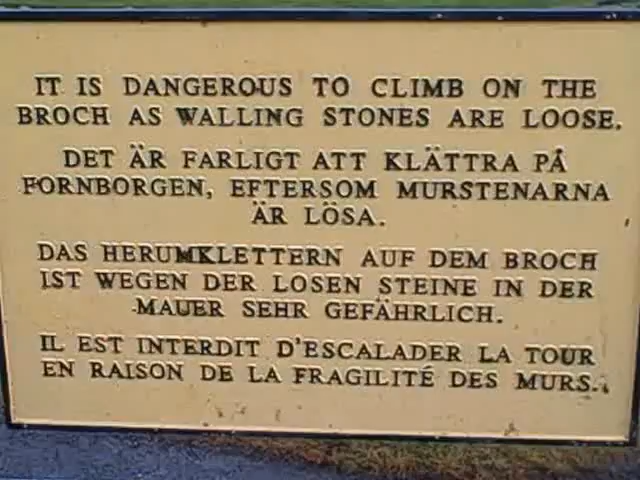 IT IS DANGEROUS TO CLIMB ON THE
BROCH AS WALLING STONES ARE LOOSE.
DET ÄR FARLIGT ATT KLÄTTRA PÅ
FORNBORGEN, EFTERSOM MURSTENARNA
ÄR LÖSA.
DAS HERUMKLETTERN AUF DEM BROCH
IST WEGEN DER LOSEN STEINE IN DER
MAUER SEHR GEFÄHRLICH.
IL EST INTERDIT D'ESCALADER LA TOUR
EN RAISON DE LA FRAGILITÉ DES MURS.